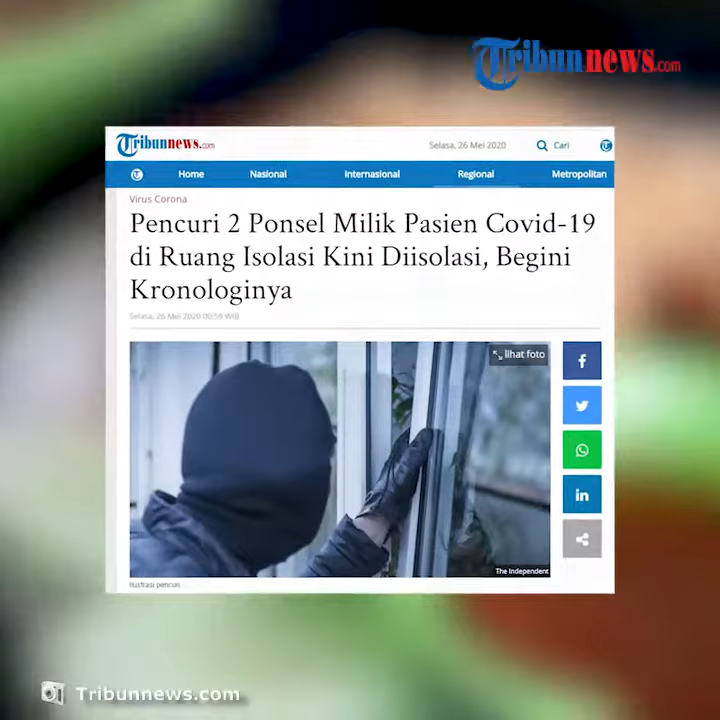 Tribunnews.com
Tribunnews.com
Selasa, 26 Mei 2020
Cari
Home Nasional Internasional Regional Metropolitan
Virus Corona
Pencuri 2 Ponsel Milik Pasien Covid-19
di Ruang Isolasi Kini Diisolasi, Begini
Kronologinya
Selasa, 26 Mei 2020 00:59 WIB
lihat foto
The Independent
Ilustrasi pencuri
Tribunnews.com